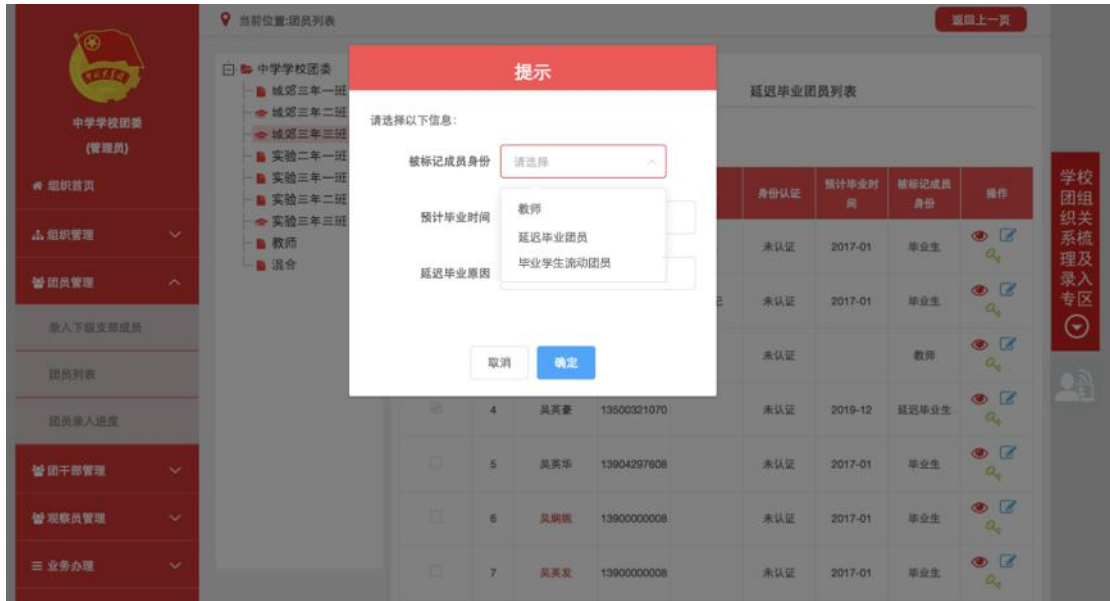 当前位置:团员列表
返回上一页
中学学校团委
(管理员)
组织首页
组织管理
团员管理
录入下级支部成员
团员列表
团员录入进度
团干部管理
观察员管理
业务办理
中学学校团委
城郊三年一班
城郊三年二班
城郊三年三班
实验二年一班
实验三年一班
实验三年二班
实验三年三班
教师
混合
提示
请选择以下信息:
被标记成员身份
请选择
教师
延迟毕业团员
毕业学生流动团员
预计毕业时间
延迟毕业原因
取消
确定
延迟毕业团员列表
身份认证 预计毕业时间 被标记成员身份 操作
未认证 2017-01 毕业生
未认证 2017-01 毕业生
未认证 教师
4 吴英豪 13500321070 未认证 2019-12 延迟毕业生
5 吴英华 13904297608 未认证 2017-01 毕业生
6 13900000008 未认证 2017-01 毕业生
7 吴英发 13900000008 未认证 2017-01 毕业生
学校
团组
织关
系梳
理及
录入
专区